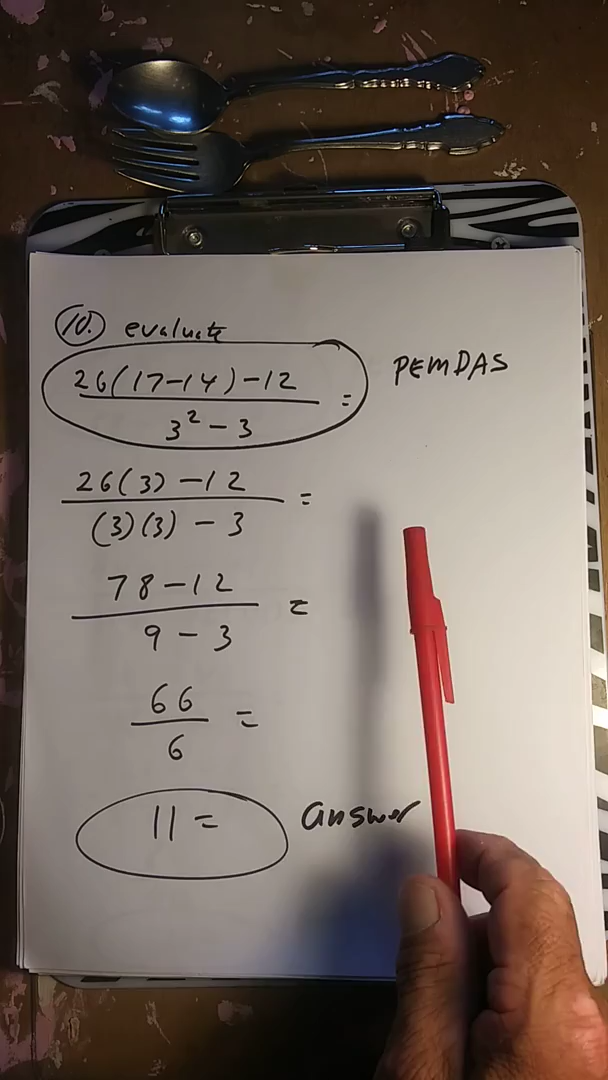 10. evaluate
26(17-14)-12 = PEMDAS
3² - 3
26(3) - 12 =
(3)(3) - 3
78 - 12 =
9 - 3
66 =
6
11 = answer